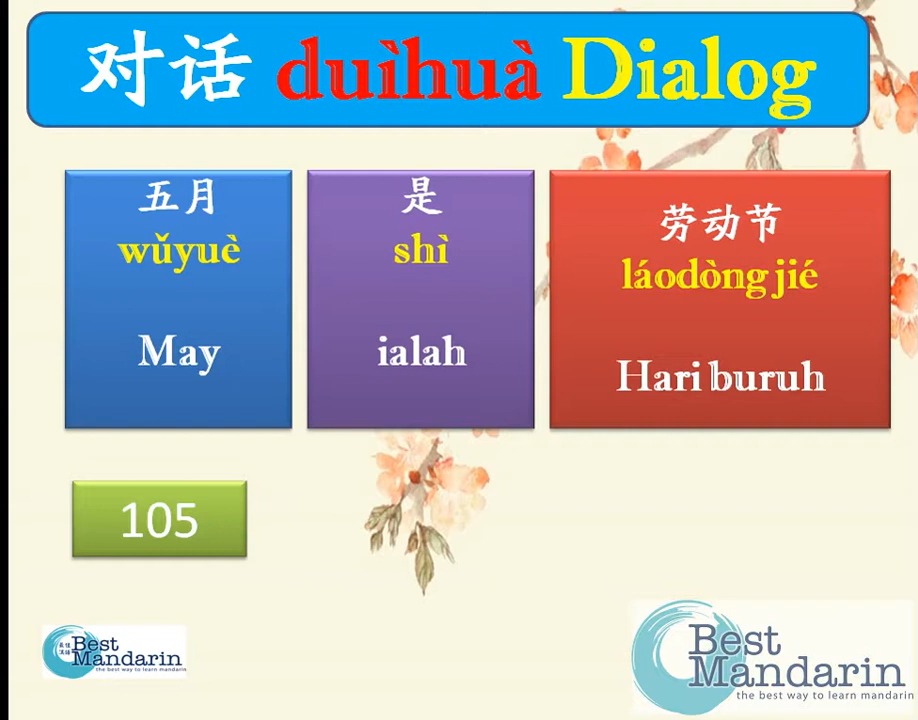 对话 duìhuà Dialog
五月
wǔyuè
May
是
shì
ialah
劳动节
láodòng jié
Hari buruh
105
Best
Mandarin
the best way to learn mandarin
Best
Mandarin
the best way to learn mandarin